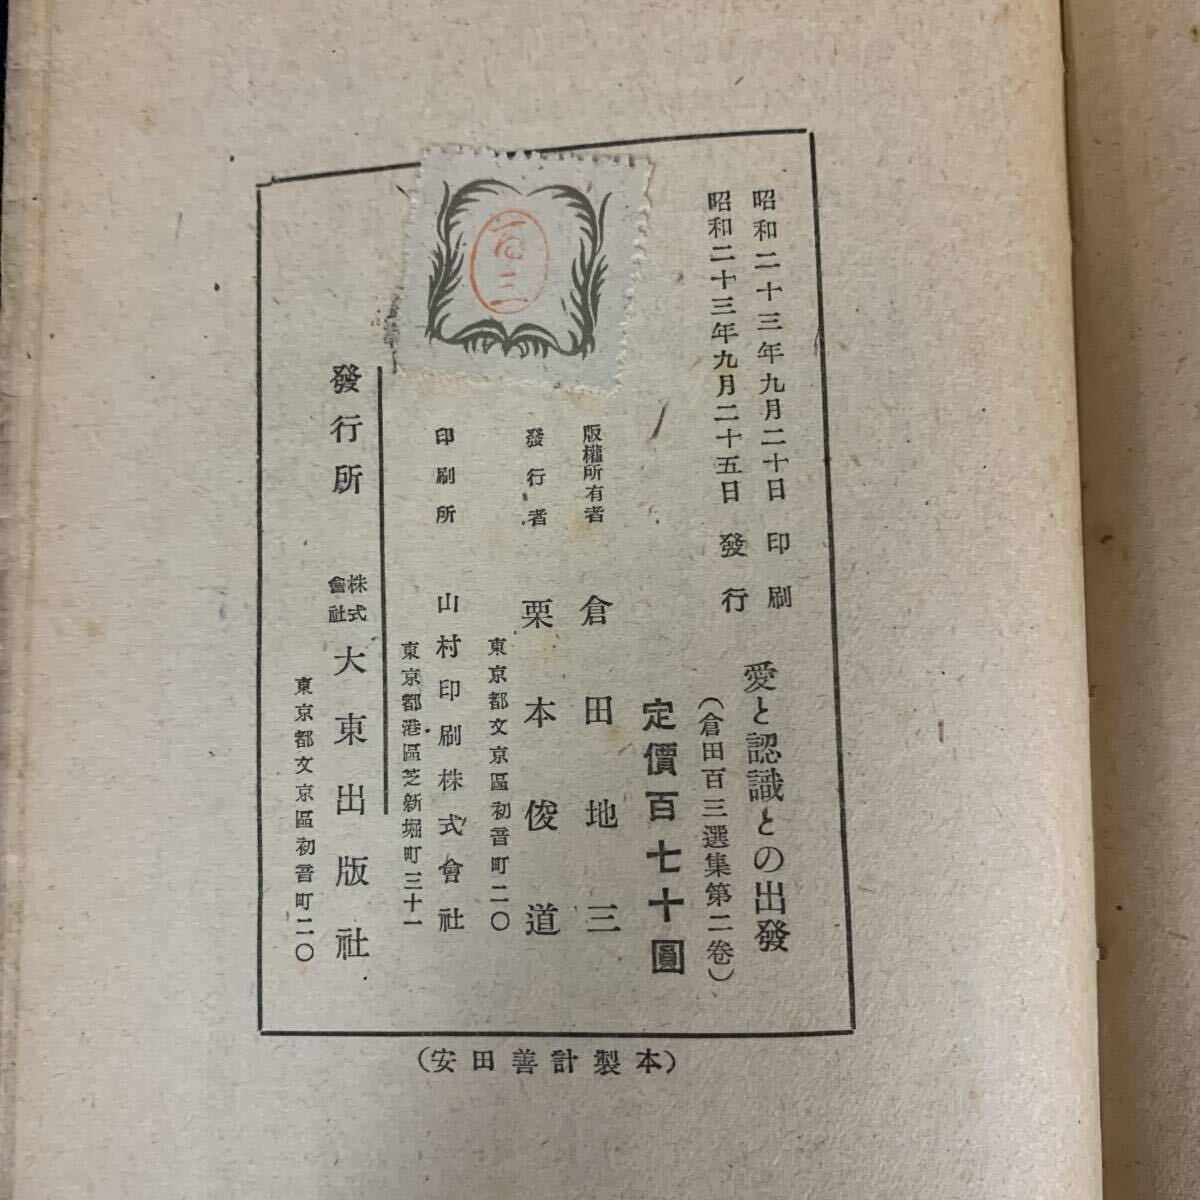 昭和二十三年九月二十日 印刷
昭和二十三年九月二十五日 發行
愛と認識との出發
(倉田百三選集第二卷)
定價百七十圓
百三
版權所有者 倉田地三
發行者 栗本俊道
東京都文京區初音町二〇
印刷所 山村印刷株式會社
東京都港區芝新堀町三十一
發行所 株式會社 大東出版社
東京都文京區初音町二〇
(安田善計製本)